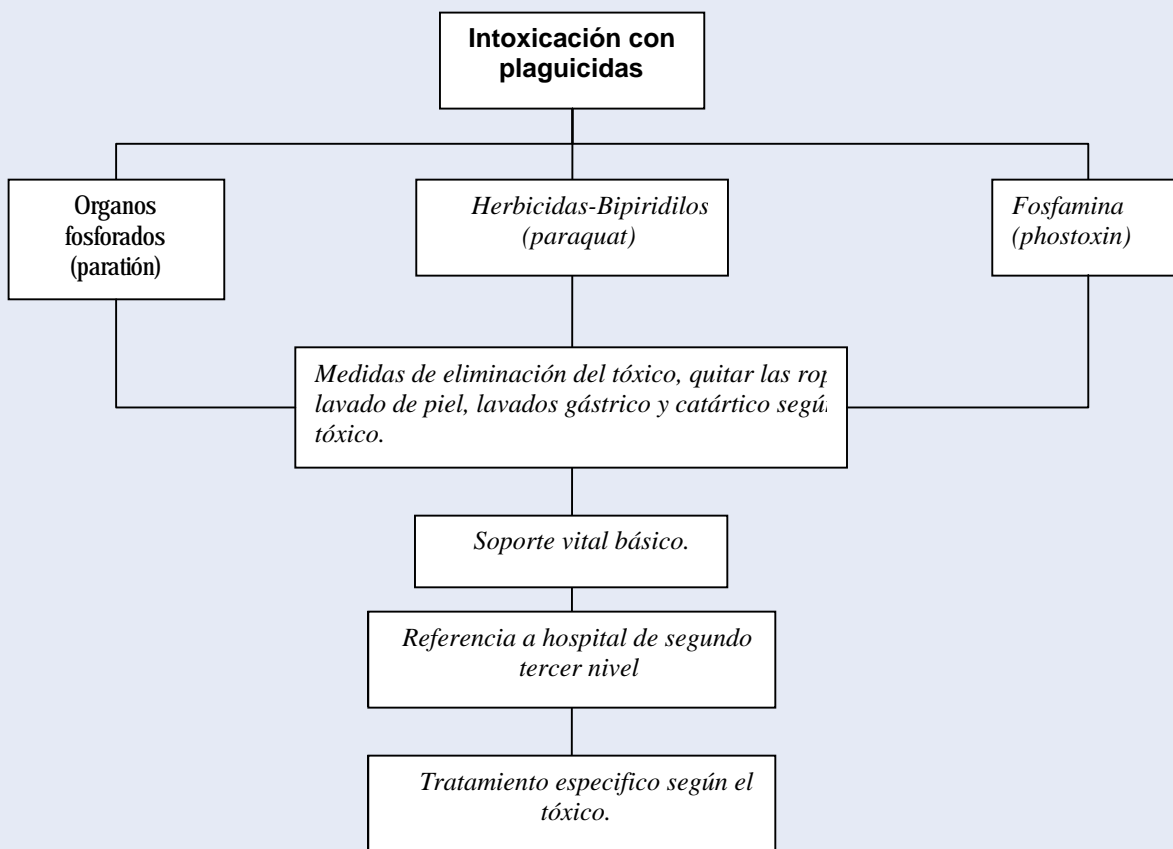 Intoxicación con
plaguicidas
Organos
fosforados
(paratión)
Herbicidas-Bipiridilos
(paraquat)
Fosfamina
(phostoxin)
Medidas de eliminación del tóxico, quitar las
lavado de piel, lavados gástrico y catártico
tóxico.
Soporte vital básico.
Referencia a hospital de segundo
tercer nivel
Tratamiento especifico según el
tóxico.